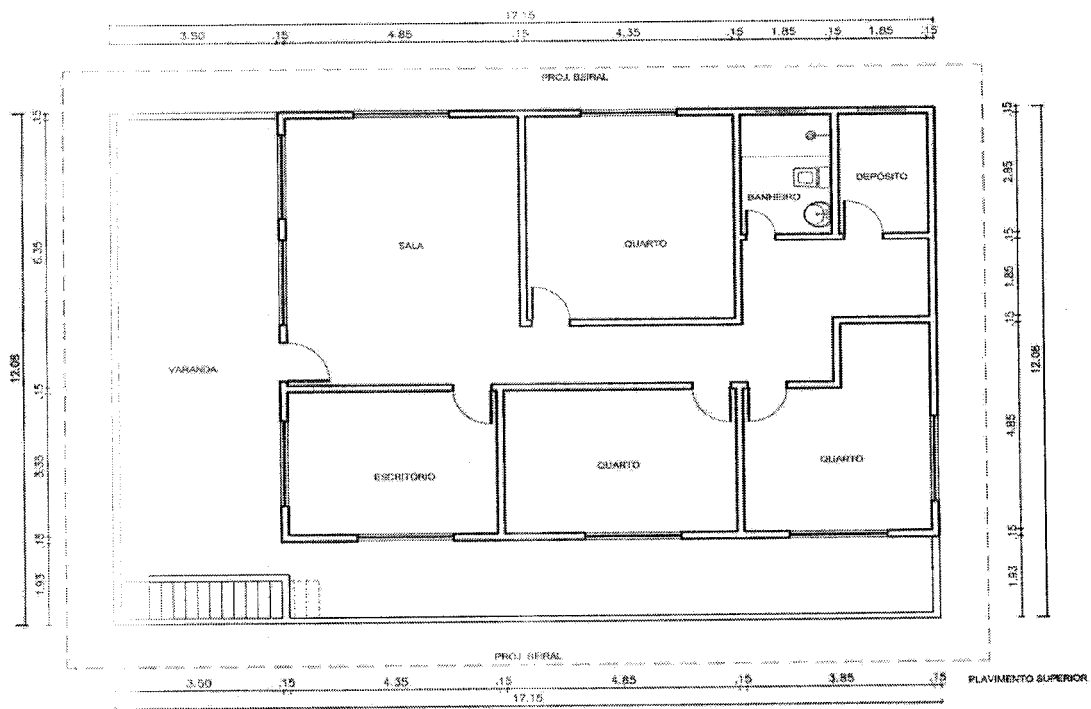 17.15
3.50 .15 4.85 .15 4.35 .15 1.85 .15 1.85 .15
PROJ. BEIRAL
.15
.15
2.85
DEPÓSITO
BANHEIRO
6.35
SALA
QUARTO
.15
1.85
.15
12.08
VARANDA
12.08
.15
4.85
3.35
ESCRITÓRIO
QUARTO
QUARTO
.15
.15
1.93
1.93
PROJ. BEIRAL
3.50 .15 4.35 .15 4.85 .15 3.85 .15
PLAVIMENTO SUPERIOR
17.15